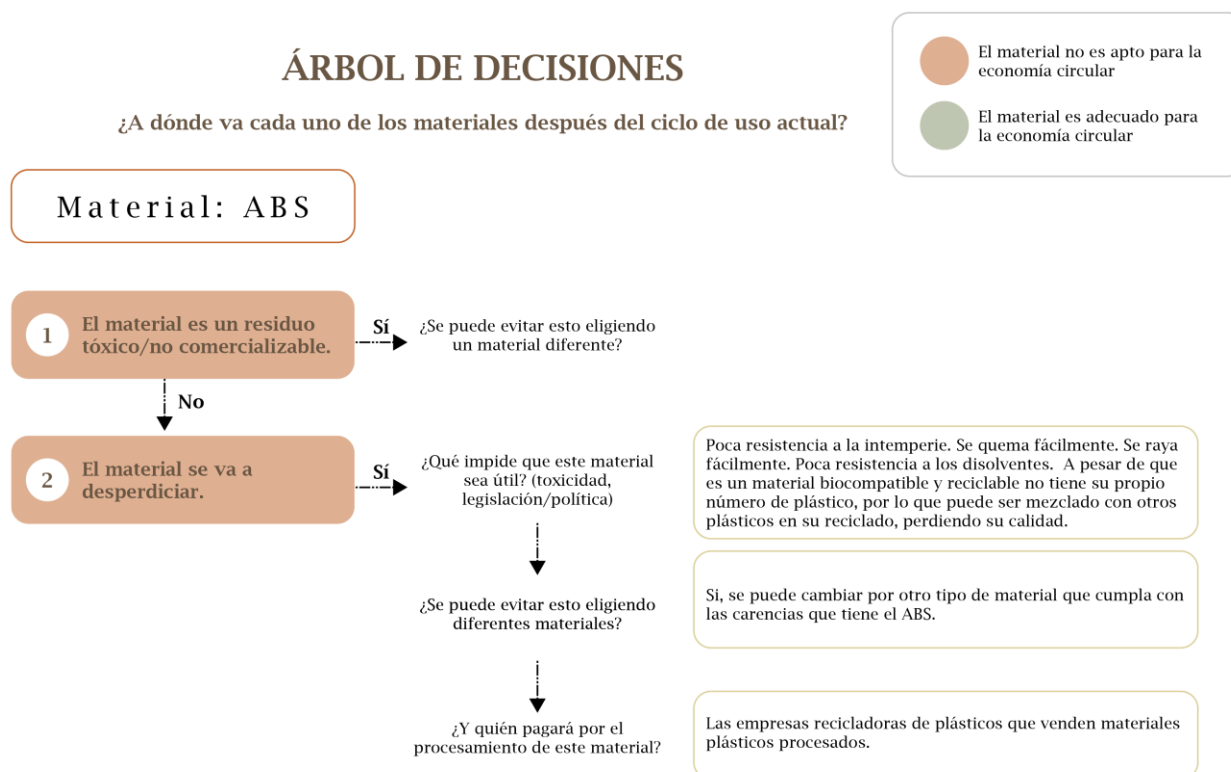 ÁRBOL DE DECISIONES
¿A dónde va cada uno de los materiales después del ciclo de uso actual?
El material no es apto para la
economía circular
El material es adecuado para
la economía circular
Material: ABS
1
El material es un residuo
tóxico/no comercializable.
Sí
¿Se puede evitar esto eligiendo
un material diferente?
No
2
El material se va a
desperdiciar.
Sí
¿Qué impide que este material
sea útil? (toxicidad,
legislación/política)
Poca resistencia a la intemperie. Se quema fácilmente. Se raya
fácilmente. Poca resistencia a los disolventes. A pesar de que
es un material biocompatible y reciclable no tiene su propio
número de plástico, por lo que puede ser mezclado con otros
plásticos en su reciclado, perdiendo su calidad.
¿Se puede evitar esto eligiendo
diferentes materiales?
Si, se puede cambiar por otro tipo de material que cumpla con
las carencias que tiene el ABS.
¿Y quién pagará por el
procesamiento de este material?
Las empresas recicladoras de plásticos que venden materiales
plásticos procesados.